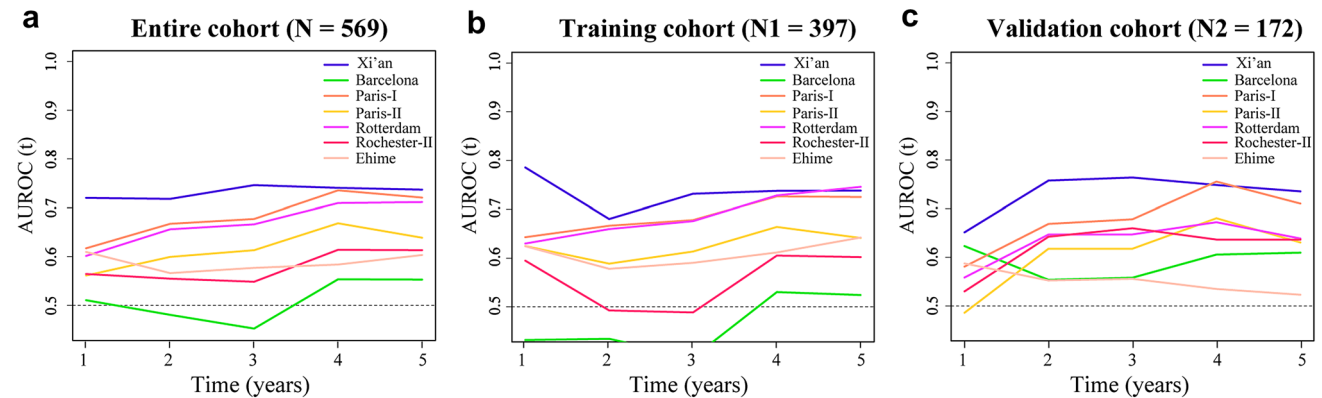 a
Entire cohort (N = 569)
AUROC (t)
1.0
0.9
0.8
0.7
0.6
0.5
Xi’an
Barcelona
Paris-I
Paris-II
Rotterdam
Rochester-II
Ehime
1 2 3 4 5
Time (years)
b
Training cohort (N1 = 397)
AUROC (t)
1.0
0.9
0.8
0.7
0.6
0.5
Xi’an
Barcelona
Paris-I
Paris-II
Rotterdam
Rochester-II
Ehime
1 2 3 4 5
Time (years)
c
Validation cohort (N2 = 172)
AUROC (t)
1.0
0.9
0.8
0.7
0.6
0.5
Xi’an
Barcelona
Paris-I
Paris-II
Rotterdam
Rochester-II
Ehime
1 2 3 4 5
Time (years)